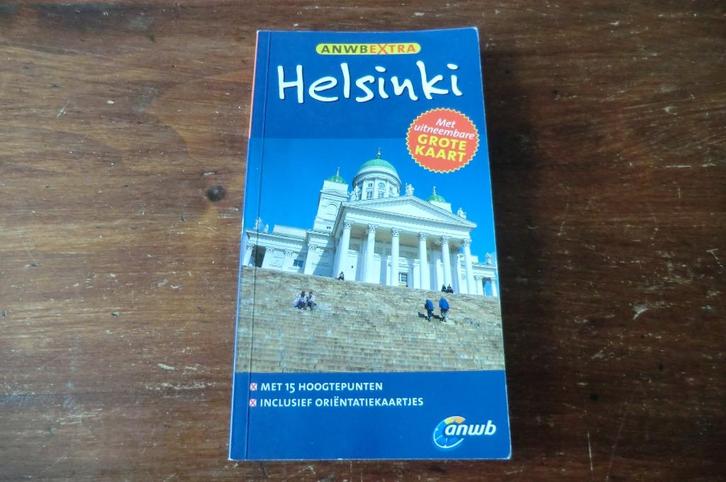 ANWBEXTRA
Helsinki
Met
uitneembare
GROTE
KAART
MET 15 HOOGTEPUNTEN
INCLUSIEF ORIËNTATIEKAARTJES
anwb